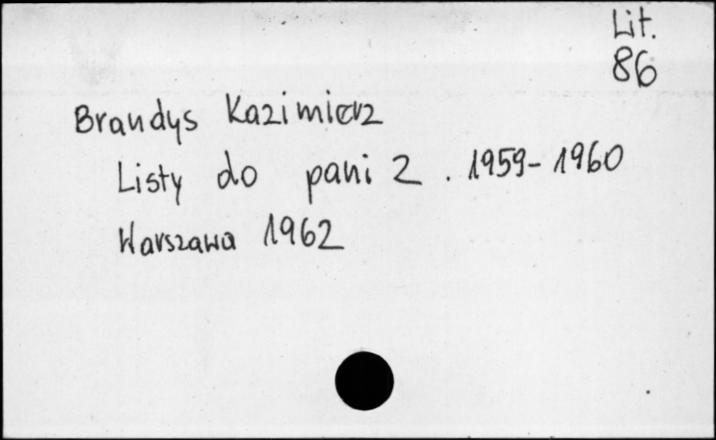 Lit.
86
Brandys Kazimierz
Listy do pani Z. 1959-1960
Warszawa 1962